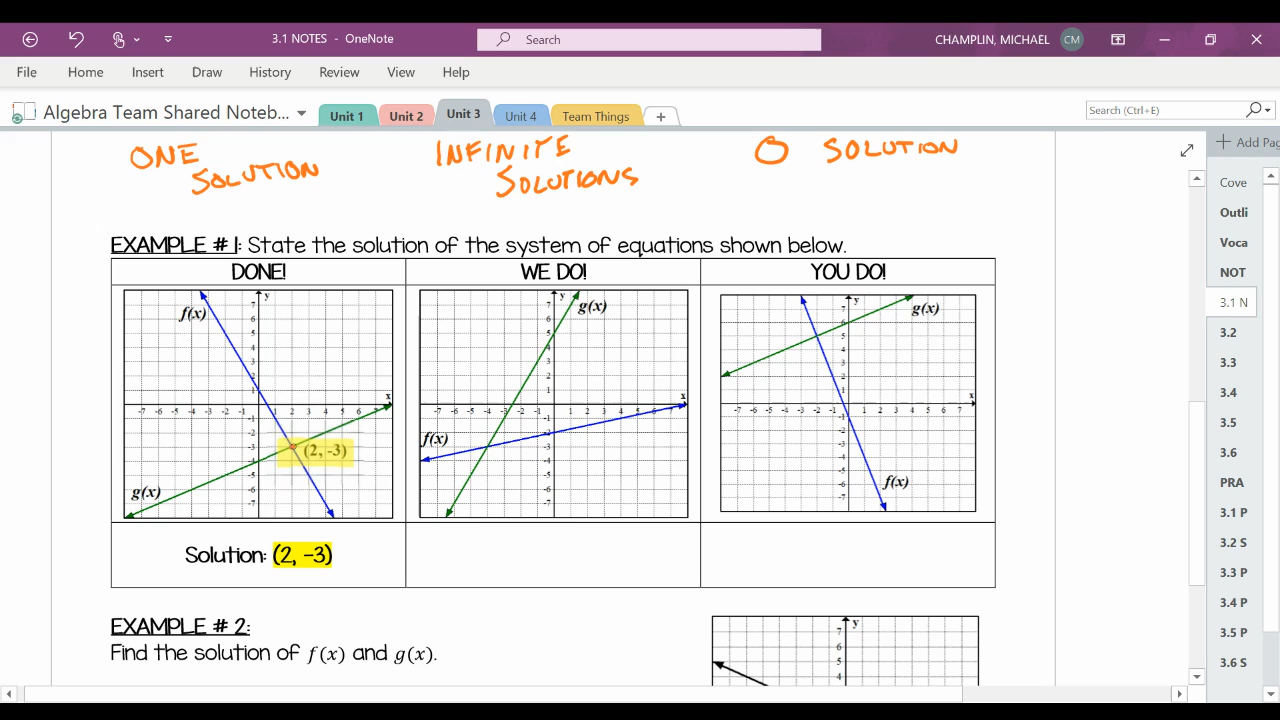 3.1 NOTES - OneNote
Search
CHAMPLIN, MICHAEL CM
File Home Insert Draw History Review View Help
Algebra Team Shared Noteb... Unit 1 Unit 2 Unit 3 Unit 4 Team Things +
Search (Ctrl+E)
Add Pag
ONE
SOLUTION
INFINITE
SOLUTIONS
O SOLUTION
EXAMPLE # 1: State the solution of the system of equations shown below.
DONE! WE DO! YOU DO!
f(x) g(x) (2, -3)
g(x) f(x)
g(x) f(x)
Solution: (2, -3)
EXAMPLE # 2:
Find the solution of f(x) and g(x).
Cove
Outli
Voca
NOT
3.1 N
3.2
3.3
3.4
3.5
3.6
PRA
3.1 P
3.2 S
3.3 P
3.4 P
3.5 P
3.6 S